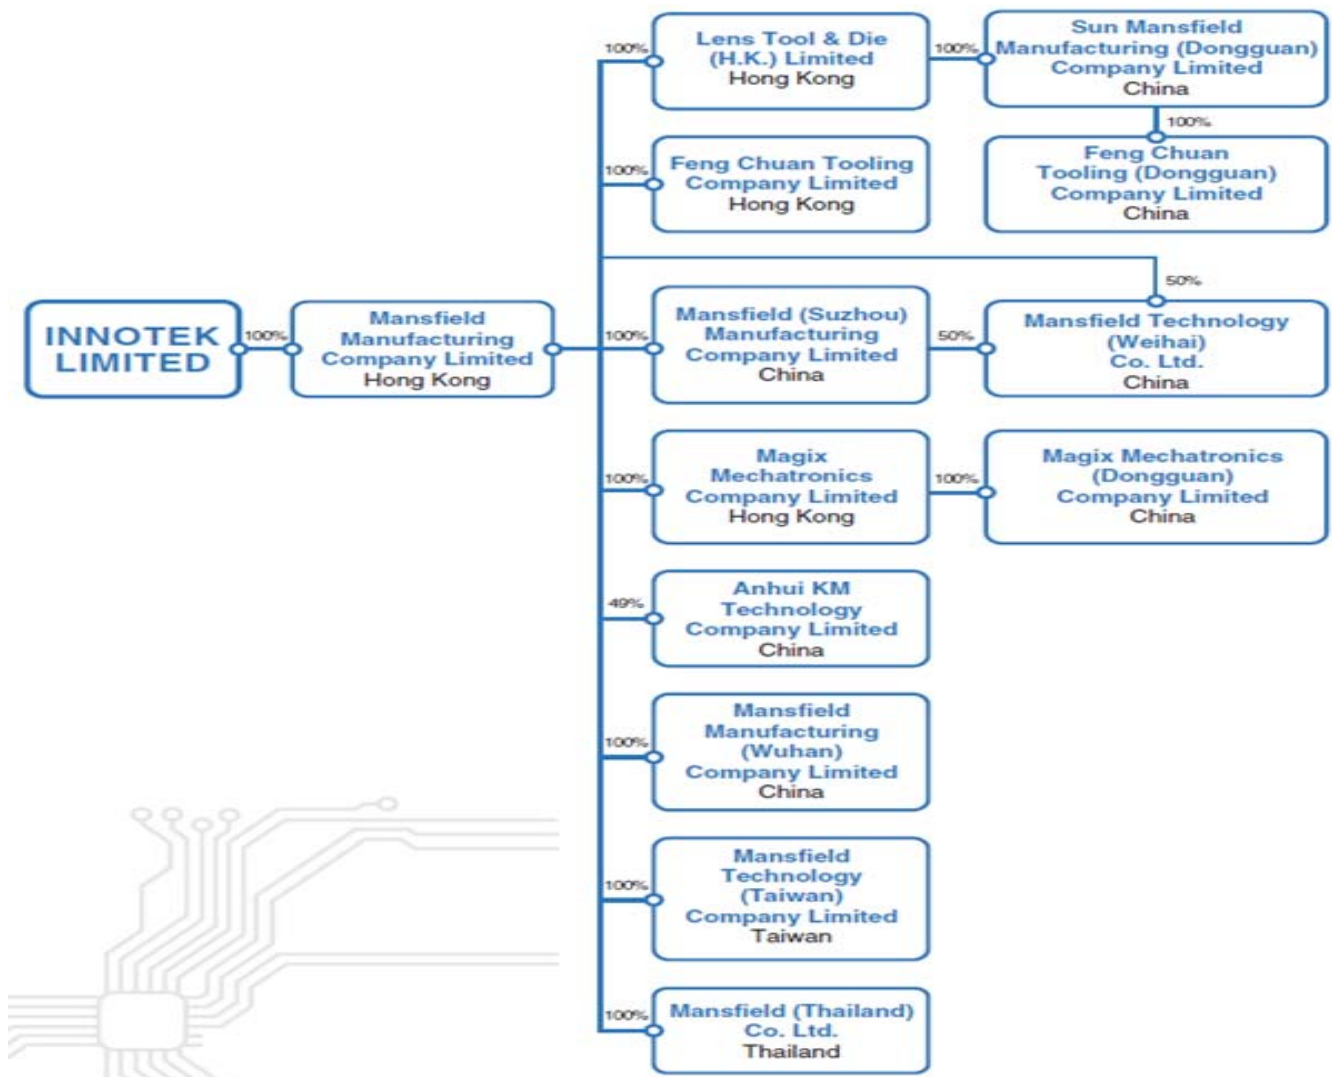 INNOTEK
LIMITED
100%
Mansfield
Manufacturing
Company Limited
Hong Kong
100%
Lens Tool & Die
(H.K.) Limited
Hong Kong
100%
Sun Mansfield
Manufacturing (Dongguan)
Company Limited
China
100%
Feng Chuan
Tooling (Dongguan)
Company Limited
China
100%
Feng Chuan Tooling
Company Limited
Hong Kong
50%
100%
Mansfield (Suzhou)
Manufacturing
Company Limited
China
50%
Mansfield Technology
(Weihai)
Co. Ltd.
China
100%
Magix
Mechatronics
Company Limited
Hong Kong
100%
Magix Mechatronics
(Dongguan)
Company Limited
China
49%
Anhui KM
Technology
Company Limited
China
100%
Mansfield
Manufacturing
(Wuhan)
Company Limited
China
100%
Mansfield
Technology
(Taiwan)
Company Limited
Taiwan
100%
Mansfield (Thailand)
Co. Ltd.
Thailand